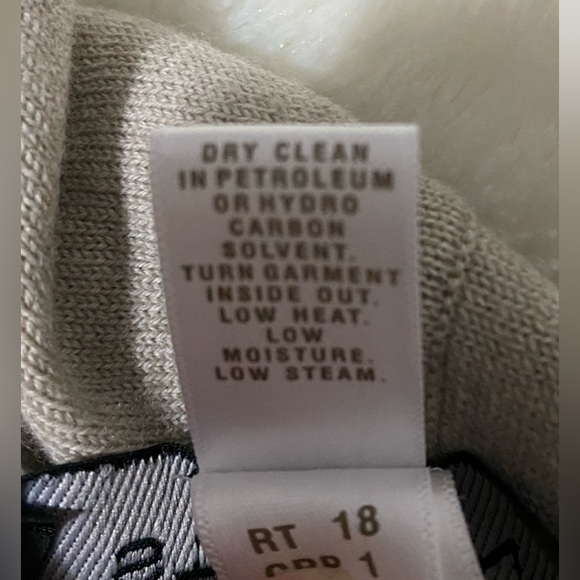 DRY CLEAN
IN PETROLEUM
OR HYDRO
CARBON
SOLVENT.
TURN GARMENT
INSIDE OUT.
LOW HEAT.
LOW
MOISTURE.
LOW STEAM.
RT 18
1
a